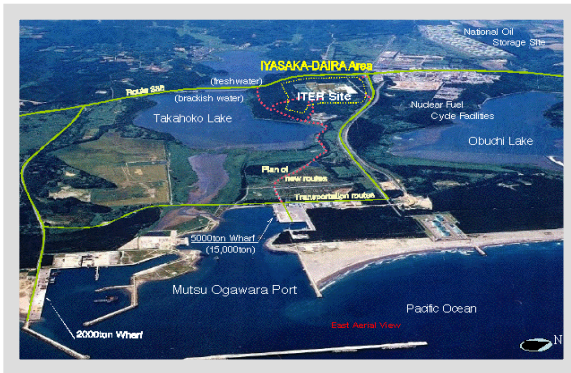 National Oil
Storage Site
IYASAKA-DAIRA Area
(freshwater)
Route
(brackish water)
ITER Site
Takahoko Lake
Nuclear Fuel
Cycle Facilities
Obuchi Lake
Plan of
new routes
Transportation routes
5000ton Wharf
(15,000ton)
Mutsu Ogawara Port
Pacific Ocean
East Aerial View
2000ton Wharf
N